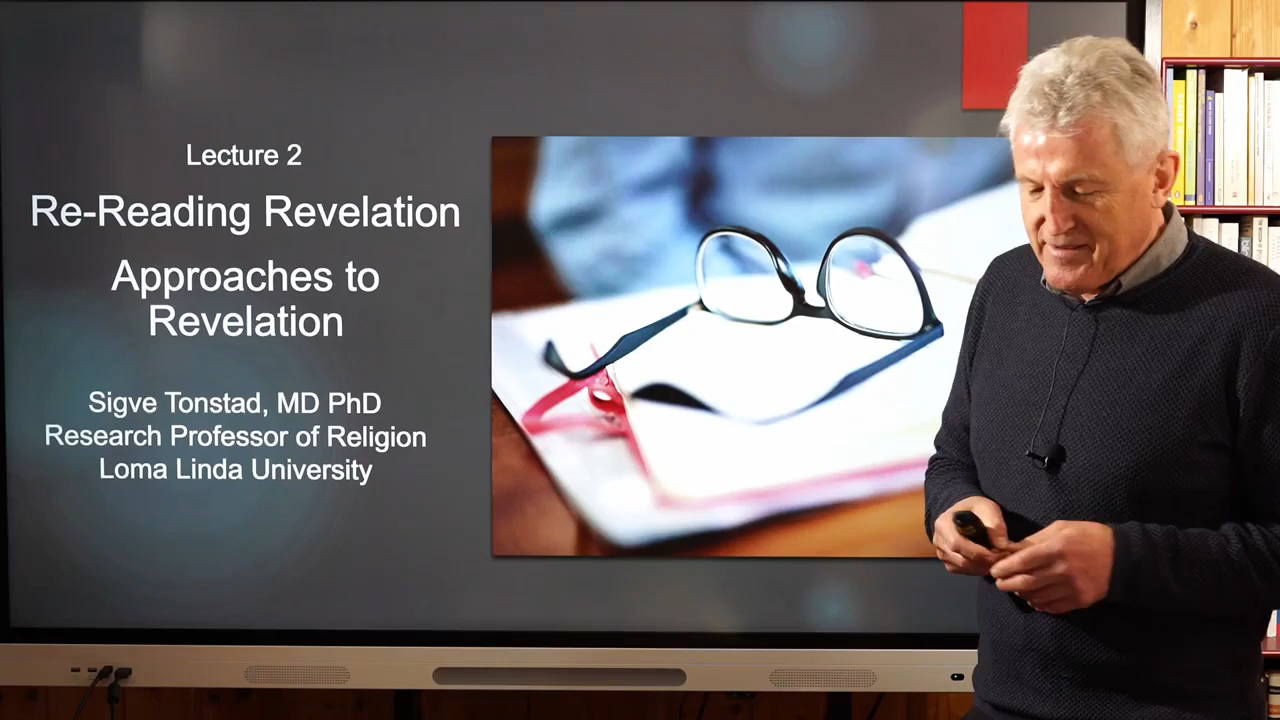 Lecture 2
Re-Reading Revelation
Approaches to
Revelation
Sigve Tonstad, MD PhD
Research Professor of Religion
Loma Linda University